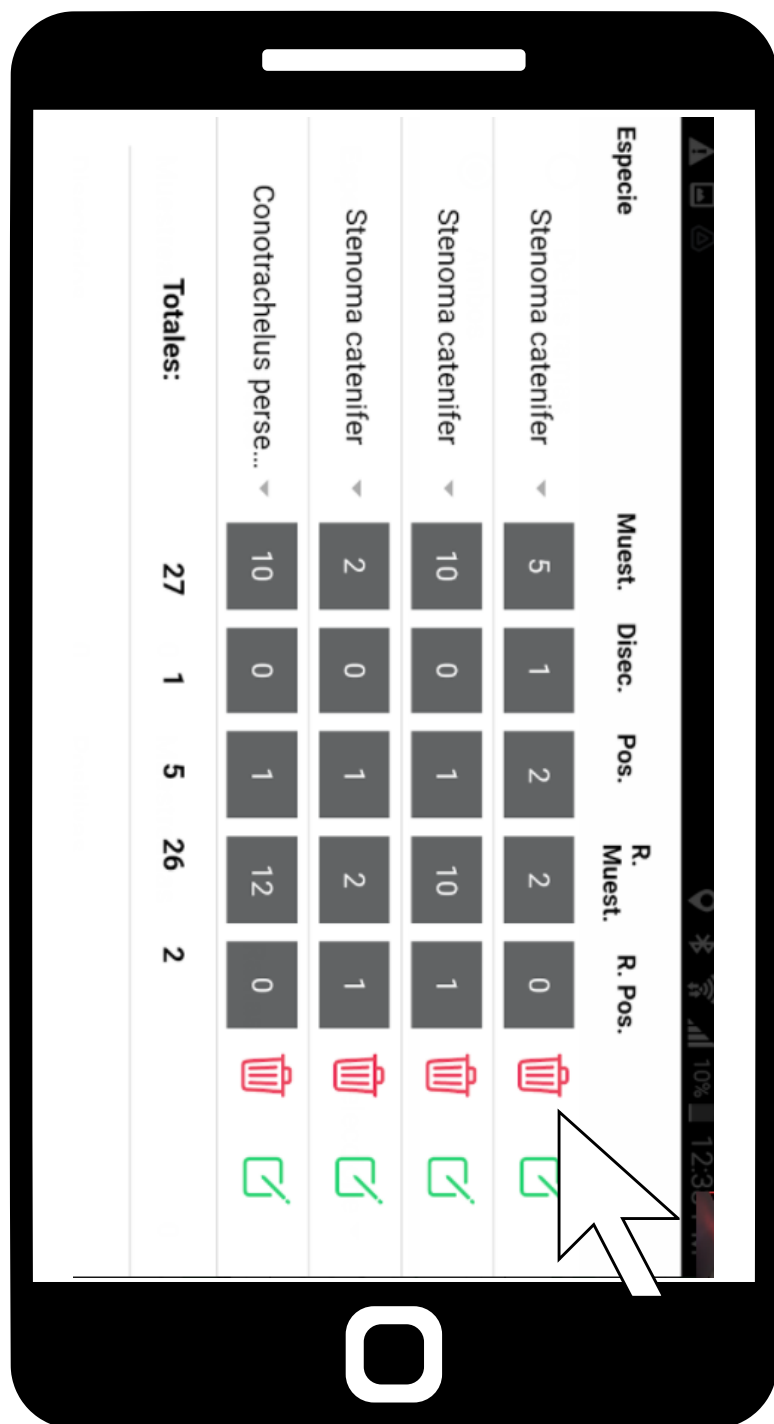 10%
Especie Muest. Disec. Pos. R. Muest. R. Pos.
Stenoma catenifer 5 1 2 2 0
Stenoma catenifer 10 0 1 10 1
Stenoma catenifer 2 0 1 2 1
Conotrachelus perse... 10 0 1 12 0
Totales: 27 1 5 26 2